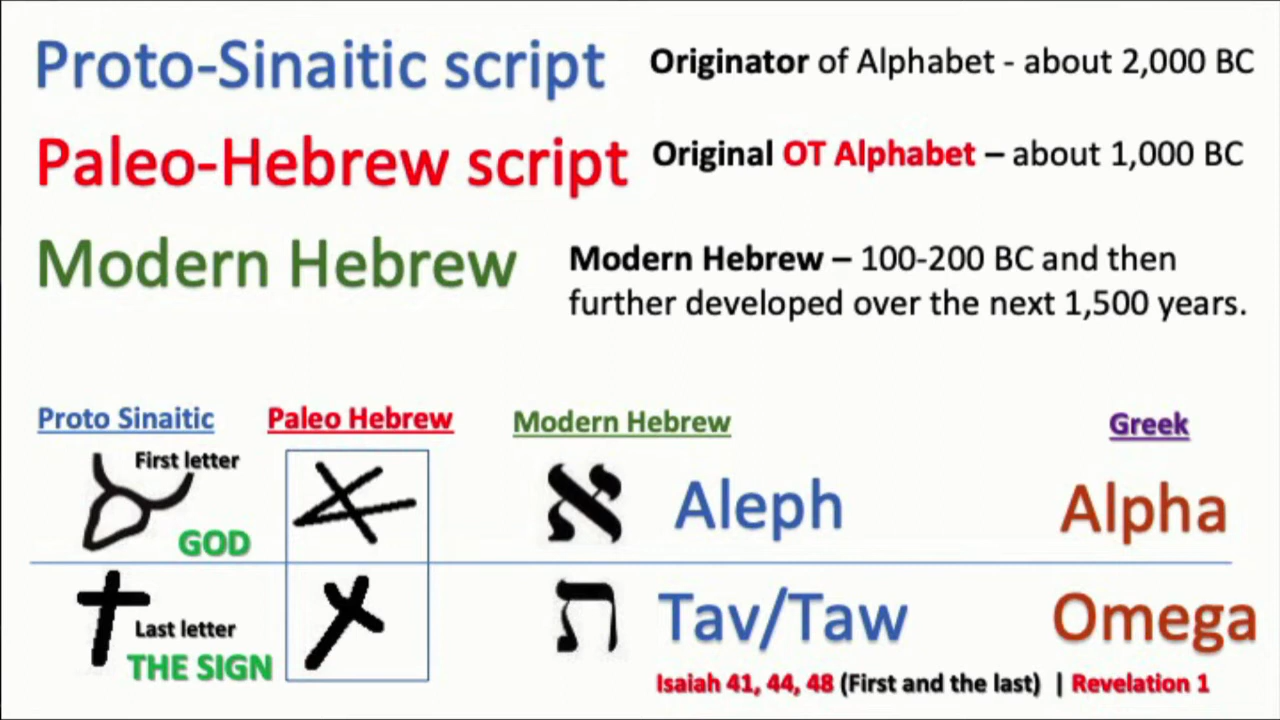 Proto-Sinaitic script Originator of Alphabet - about 2,000 BC
Paleo-Hebrew script Original OT Alphabet – about 1,000 BC
Modern Hebrew Modern Hebrew – 100-200 BC and then
further developed over the next 1,500 years.
Proto Sinaitic Paleo Hebrew Modern Hebrew Greek
First letter
GOD
א Aleph Alpha
Last letter
THE SIGN
ת Tav/Taw Omega
Isaiah 41, 44, 48 (First and the last) | Revelation 1